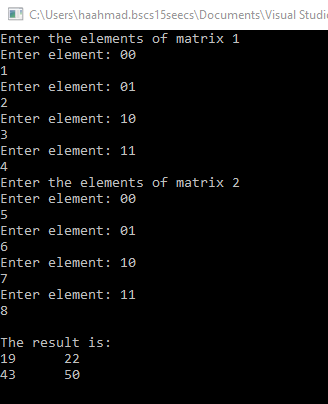 C:\Users\haahmad.bscs15seecs\Documents\Visual Studi
Enter the elements of matrix 1
Enter element: 00
1
Enter element: 01
2
Enter element: 10
3
Enter element: 11
4
Enter the elements of matrix 2
Enter element: 00
5
Enter element: 01
6
Enter element: 10
7
Enter element: 11
8
The result is:
19 22
43 50